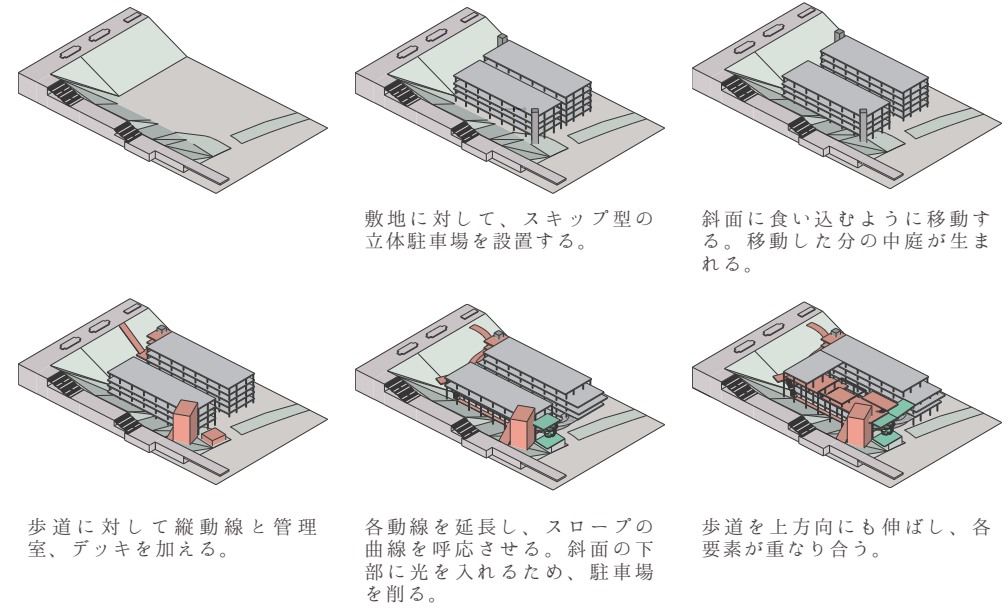 敷地に対して、スキップ型の
立体駐車場を設置する。
斜面に食い込むように移動す
る。移動した分の中庭が生ま
れる。
歩道に対して縦動線と管理
室、デッキを加える。
各動線を延長し、スロープの
曲線を呼応させる。斜面の下
部に光を入れるため、駐車場
を削る。
歩道を上方向にも伸ばし、各
要素が重なり合う。